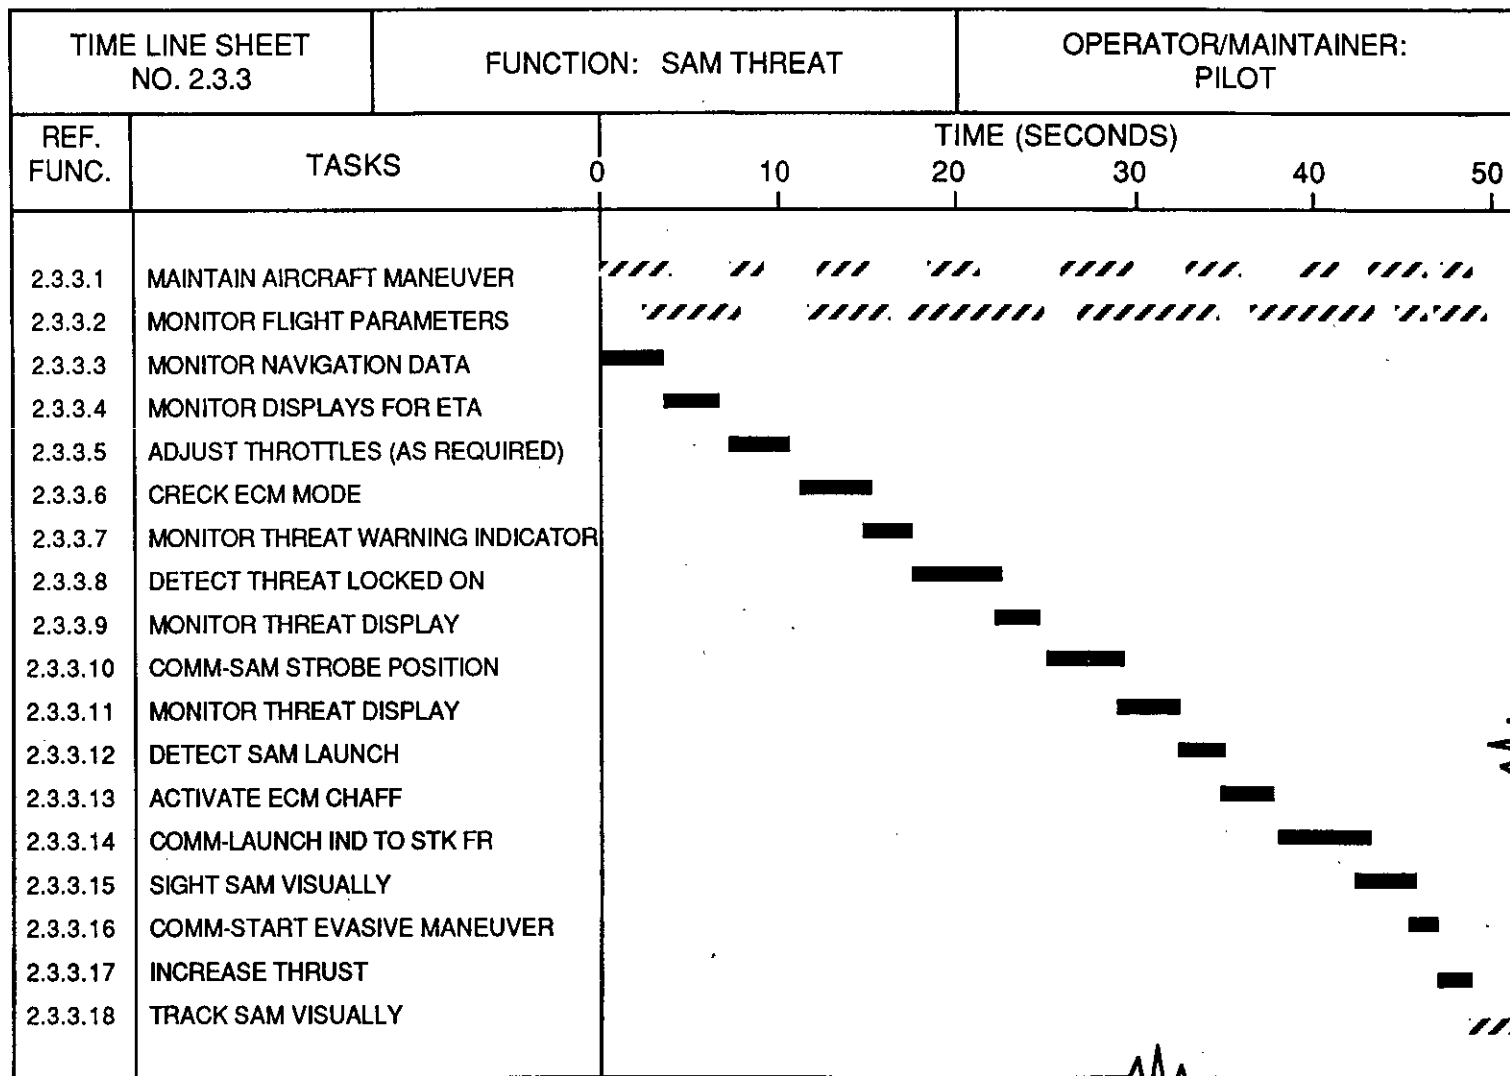 TIME LINE SHEET
NO. 2.3.3
FUNCTION: SAM THREAT
OPERATOR/MAINTAINER:
PILOT
REF.
FUNC.
TASKS
TIME (SECONDS)
0 10 20 30 40 50
2.3.3.1 MAINTAIN AIRCRAFT MANEUVER
2.3.3.2 MONITOR FLIGHT PARAMETERS
2.3.3.3 MONITOR NAVIGATION DATA
2.3.3.4 MONITOR DISPLAYS FOR ETA
2.3.3.5 ADJUST THROTTLES (AS REQUIRED)
2.3.3.6 CRECK ECM MODE
2.3.3.7 MONITOR THREAT WARNING INDICATOR
2.3.3.8 DETECT THREAT LOCKED ON
2.3.3.9 MONITOR THREAT DISPLAY
2.3.3.10 COMM-SAM STROBE POSITION
2.3.3.11 MONITOR THREAT DISPLAY
2.3.3.12 DETECT SAM LAUNCH
2.3.3.13 ACTIVATE ECM CHAFF
2.3.3.14 COMM-LAUNCH IND TO STK FR
2.3.3.15 SIGHT SAM VISUALLY
2.3.3.16 COMM-START EVASIVE MANEUVER
2.3.3.17 INCREASE THRUST
2.3.3.18 TRACK SAM VISUALLY